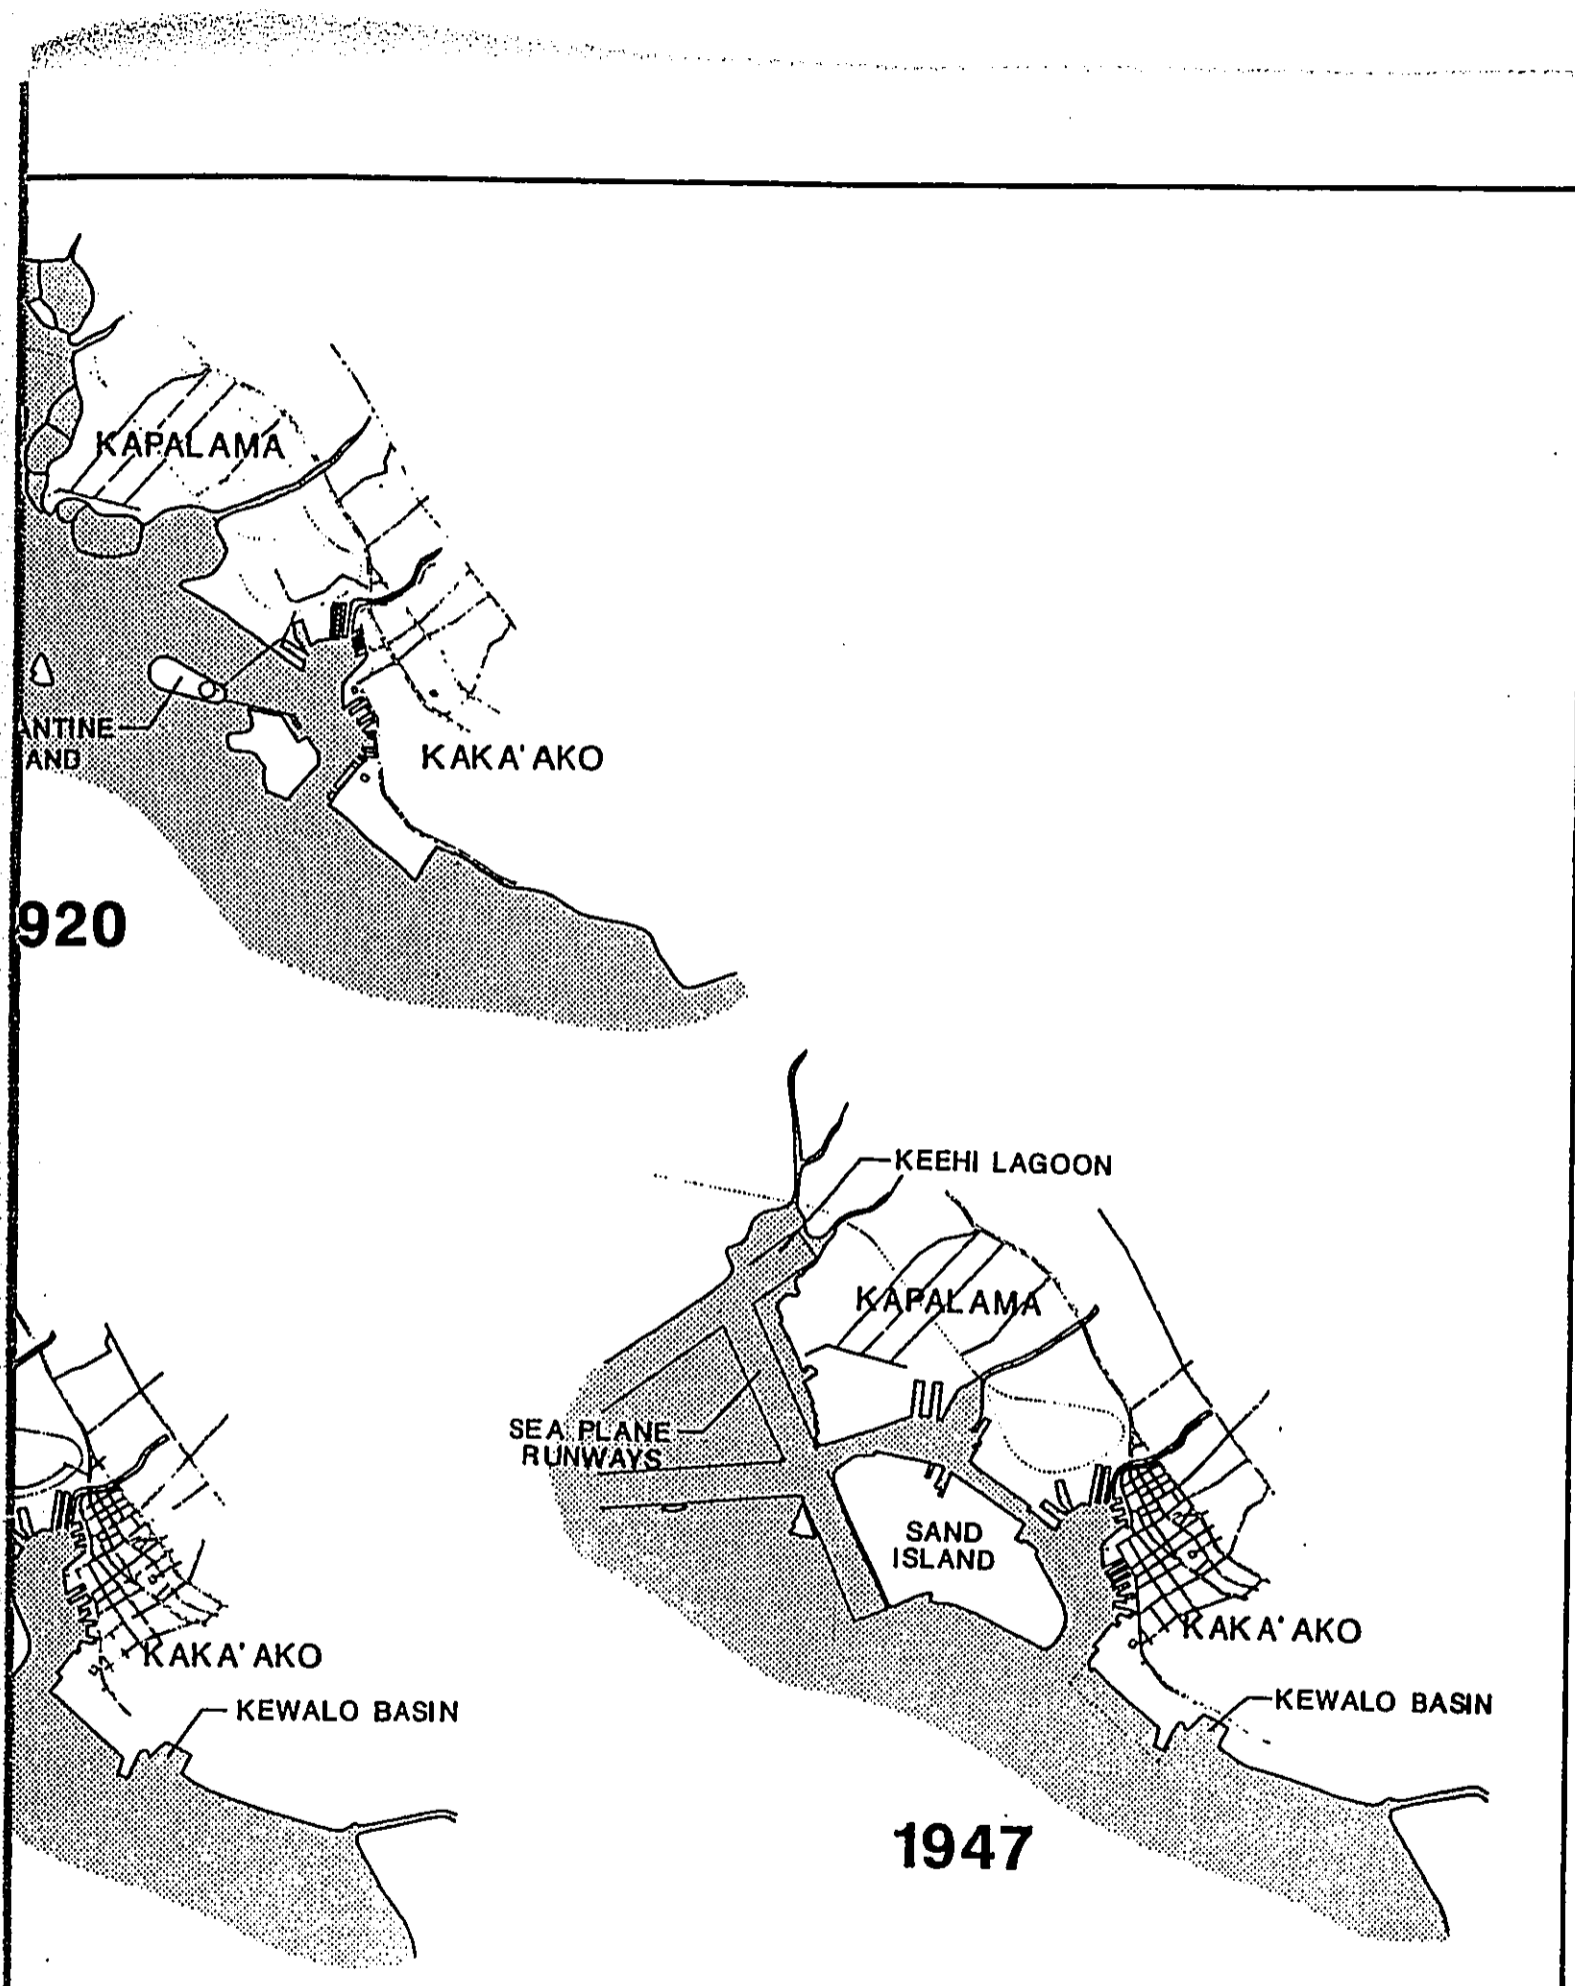 KAPALAMA
ANTINE
AND
KAKA'AKO
920
KEEHI LAGOON
KAPALAMA
SEA PLANE
RUNWAYS
SAND
ISLAND
KAKA'AKO
KEWALO BASIN
1947
KAKA'AKO
KEWALO BASIN